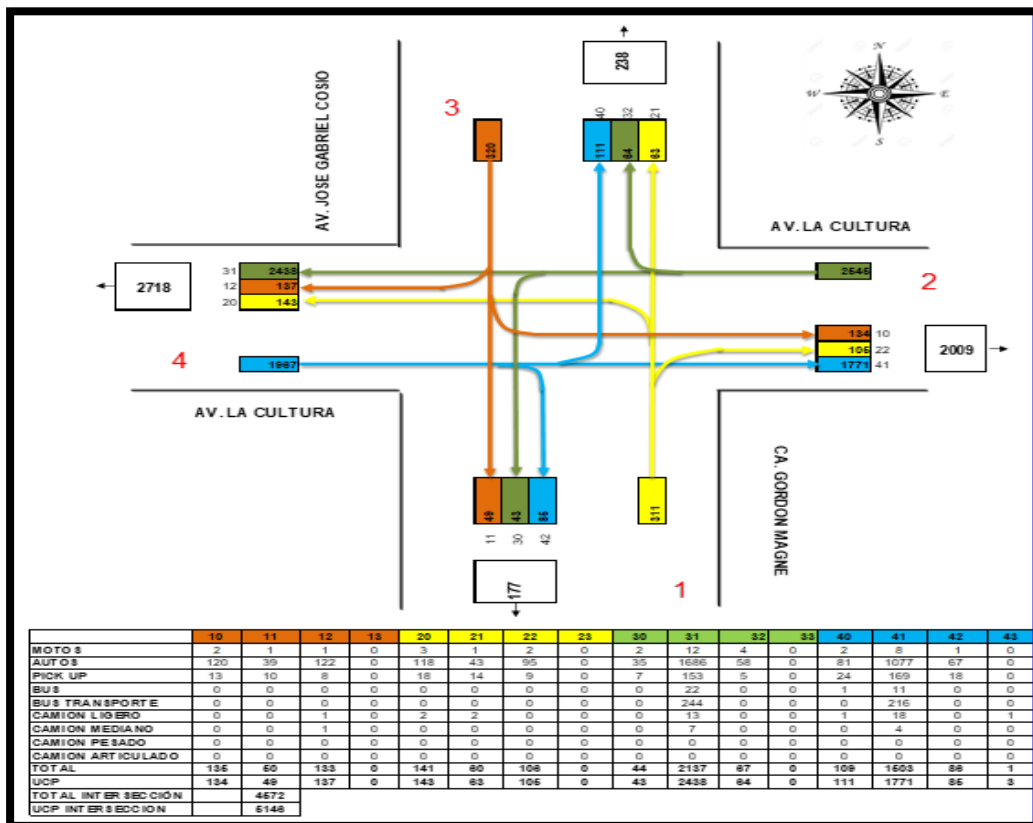 238
N
W E
S
3
40 32 21
320
111 64 63
AV. JOSE GABRIEL COSIO
AV. LA CULTURA
2718
31 2438
12 137
20 143
2545
2
134 10
105 22
1771 41
2009
4
1967
AV. LA CULTURA
CA. GORDON MAGNE
49 43 85
311
11 30 42
177
1
10 11 12 13 20 21 22 23 30 31 32 33 40 41 42 43
MOTOS 2 1 1 0 3 1 2 0 2 12 4 0 2 8 1 0
AUTOS 120 39 122 0 118 43 95 0 35 1686 58 0 81 1077 67 0
PICK UP 13 10 8 0 18 14 9 0 7 153 5 0 24 169 18 0
BUS 0 0 0 0 0 0 0 0 0 22 0 0 1 11 0 0
BUS TRANSPORTE 0 0 0 0 0 0 0 0 0 244 0 0 0 216 0 0
CAMION LIGERO 0 0 1 0 2 2 0 0 0 13 0 0 1 18 0 1
CAMION MEDIANO 0 0 1 0 0 0 0 0 0 7 0 0 0 4 0 0
CAMION PESADO 0 0 0 0 0 0 0 0 0 0 0 0 0 0 0 0
CAMION ARTICULADO 0 0 0 0 0 0 0 0 0 0 0 0 0 0 0 0
TOTAL 135 50 133 0 141 60 106 0 44 2137 67 0 109 1503 86 1
UCP 134 49 137 0 143 63 105 0 43 2438 64 0 111 1771 85 3
TOTAL INTERSECCIÓN 4572
UCP INTERSECCION 5146